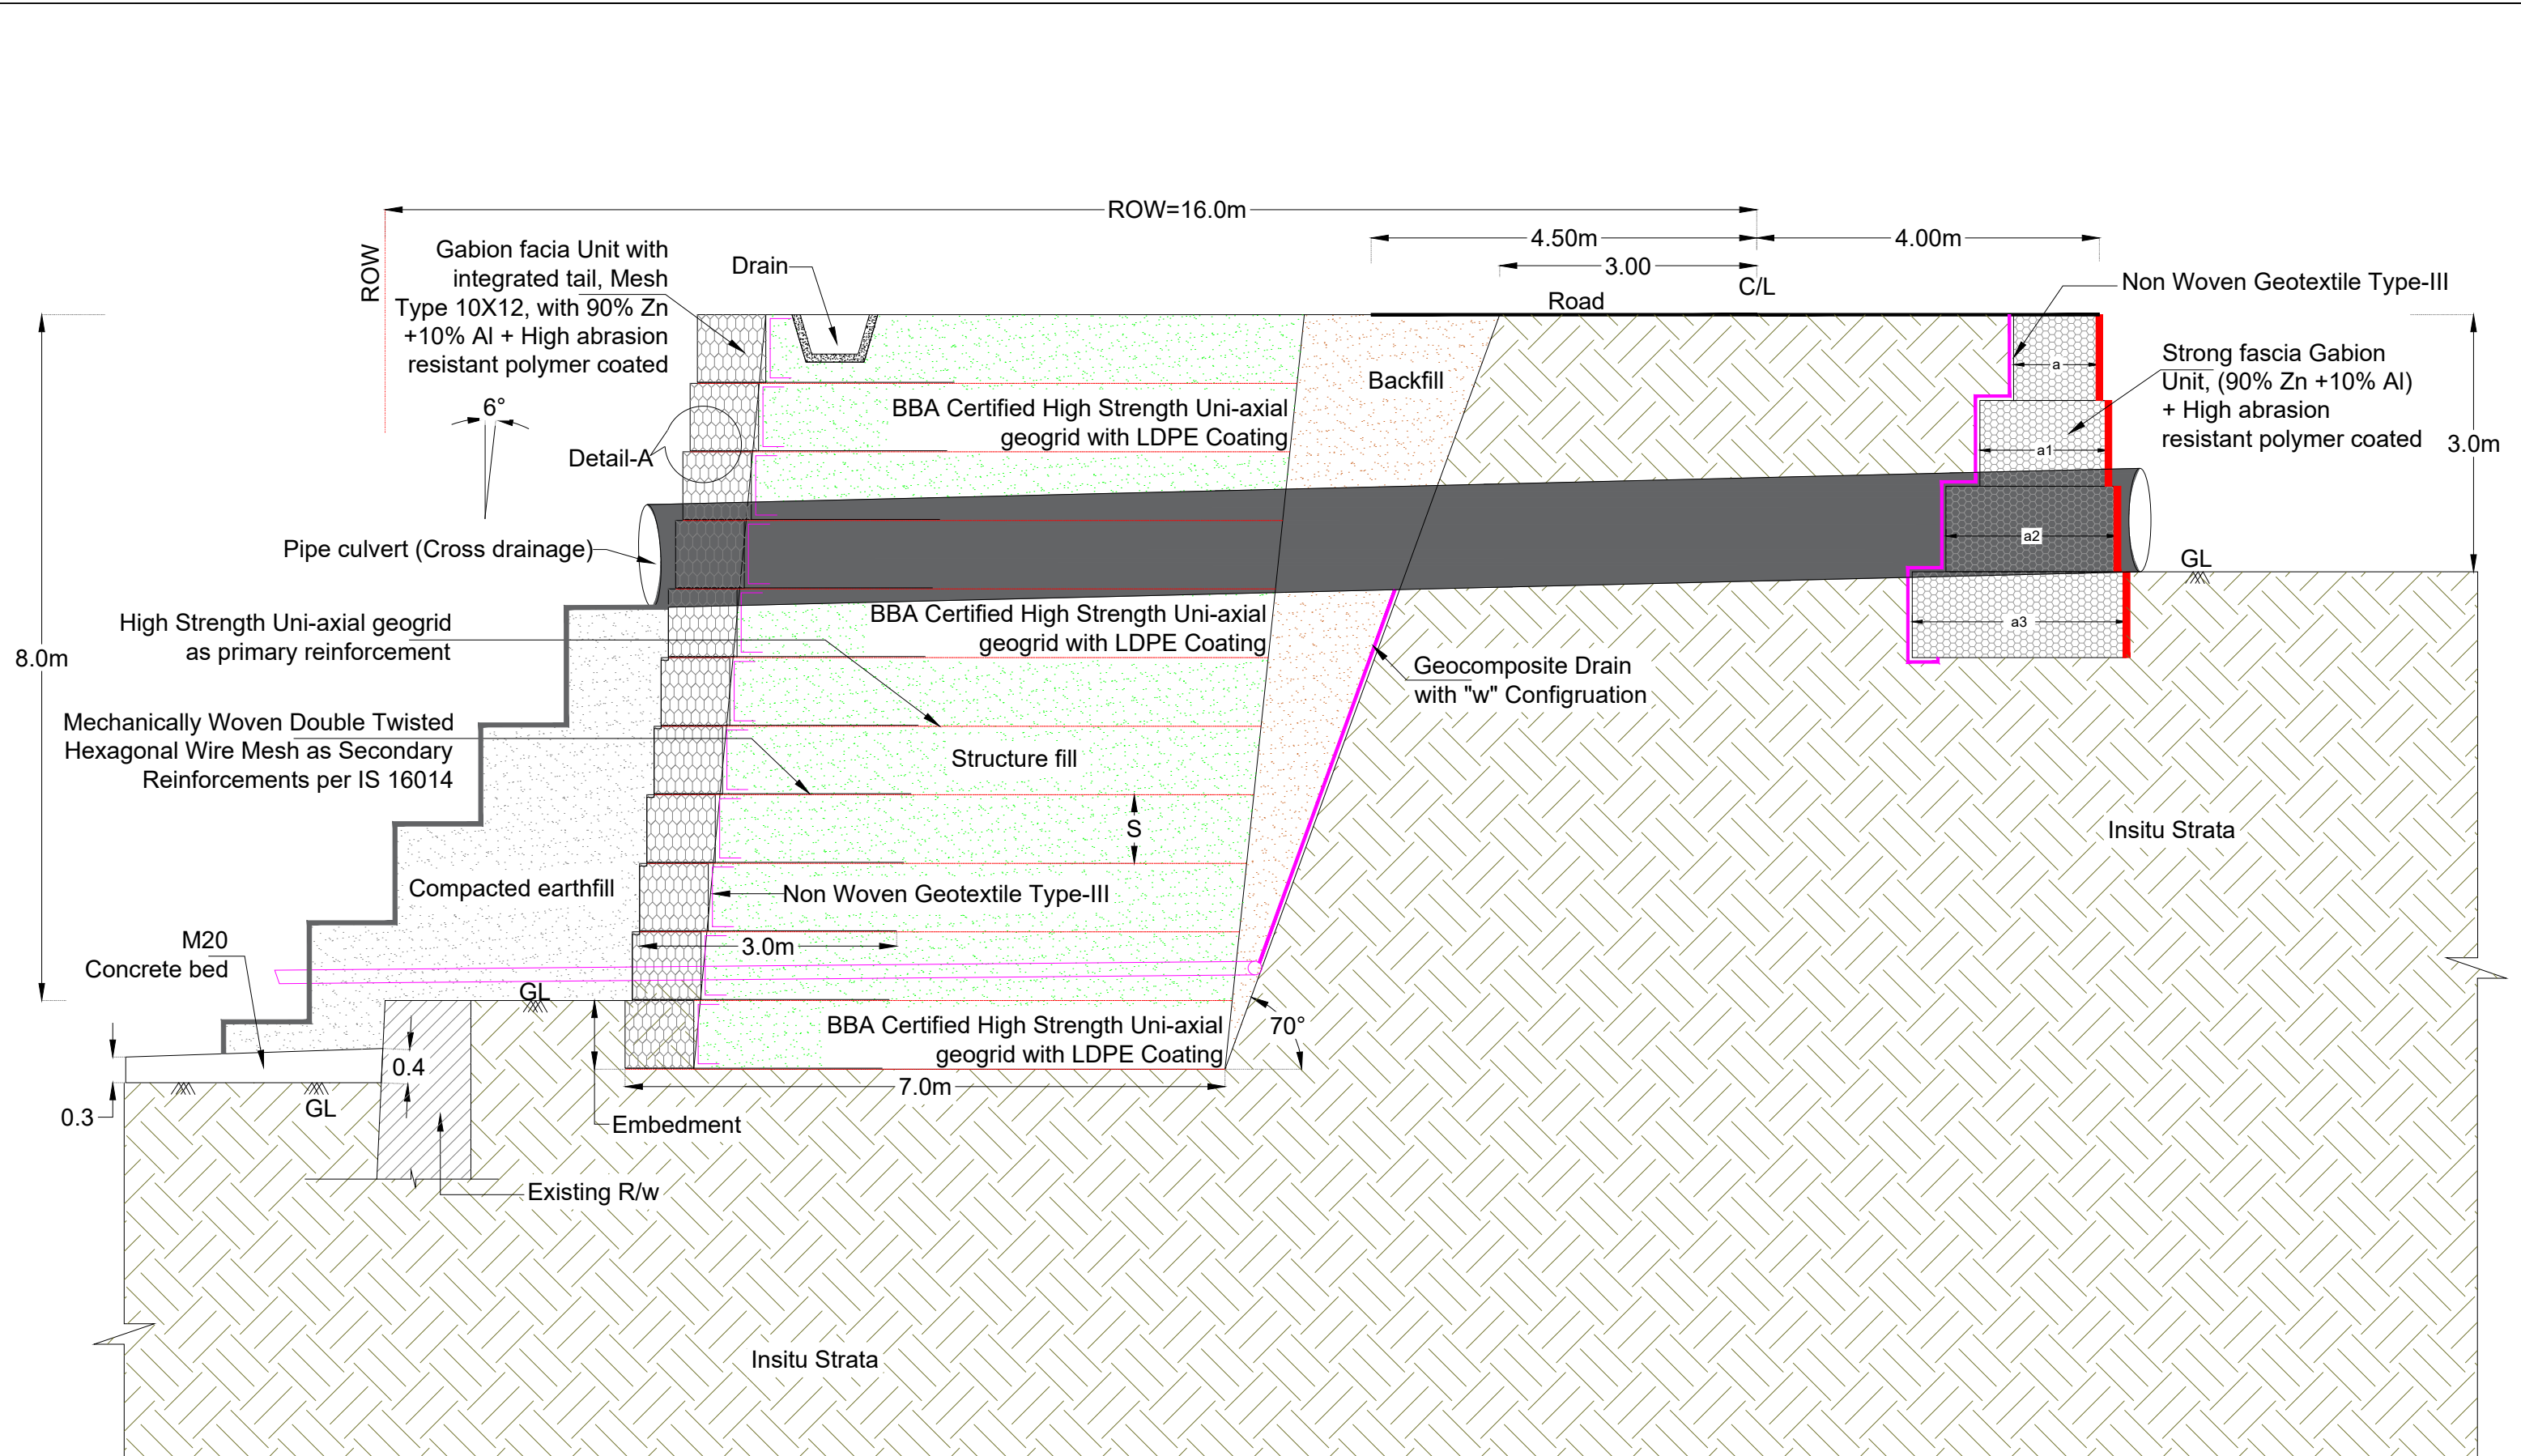 ROW=16.0m
4.50m
4.00m
3.00
C/L
ROW
Gabion facia Unit with
integrated tail, Mesh
Type 10X12, with 90% Zn
+10% Al + High abrasion
resistant polymer coated
Drain
Road
Non Woven Geotextile Type-III
Strong fascia Gabion
Unit, (90% Zn +10% Al)
+ High abrasion
resistant polymer coated
3.0m
a
a1
a2
a3
GL
6°
Detail-A
BBA Certified High Strength Uni-axial
geogrid with LDPE Coating
Backfill
Pipe culvert (Cross drainage)
High Strength Uni-axial geogrid
as primary reinforcement
BBA Certified High Strength Uni-axial
geogrid with LDPE Coating
8.0m
Geocomposite Drain
with "w" Configruation
Mechanically Woven Double Twisted
Hexagonal Wire Mesh as Secondary
Reinforcements per IS 16014
Structure fill
S
Insitu Strata
Compacted earthfill
Non Woven Geotextile Type-III
M20
Concrete bed
3.0m
GL
BBA Certified High Strength Uni-axial
geogrid with LDPE Coating
70°
0.4
7.0m
0.3
GL
Embedment
Existing R/w
Insitu Strata